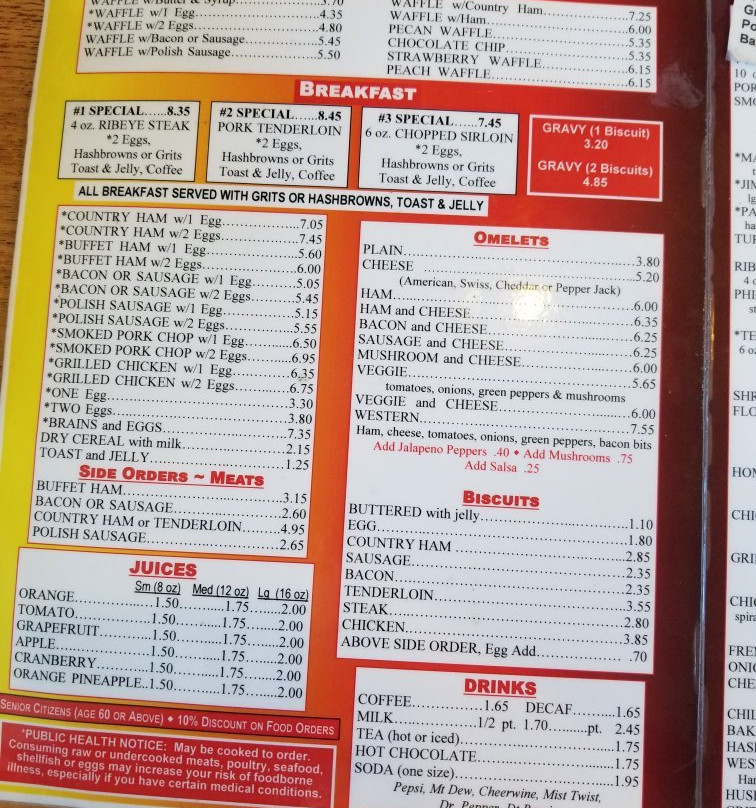 WAFFLE w/Butter & Syrup............3.70
*WAFFLE w/1 Egg............4.35
*WAFFLE w/2 Eggs............4.80
WAFFLE w/Bacon or Sausage............5.45
WAFFLE w/Polish Sausage............5.50
WAFFLE w/Country Ham............7.25
WAFFLE w/Ham............6.00
PECAN WAFFLE............5.35
CHOCOLATE CHIP............5.35
STRAWBERRY WAFFLE............6.15
PEACH WAFFLE............6.15
BREAKFAST
#1 SPECIAL......8.35
4 oz. RIBEYE STEAK
*2 Eggs,
Hashbrowns or Grits
Toast & Jelly, Coffee
#2 SPECIAL......8.45
PORK TENDERLOIN
*2 Eggs,
Hashbrowns or Grits
Toast & Jelly, Coffee
#3 SPECIAL.....7.45
6 oz. CHOPPED SIRLOIN
*2 Eggs,
Hashbrowns or Grits
Toast & Jelly, Coffee
GRAVY (1 Biscuit)
3.20
GRAVY (2 Biscuits)
4.85
ALL BREAKFAST SERVED WITH GRITS OR HASHBROWNS, TOAST & JELLY
*COUNTRY HAM w/1 Egg............7.05
*COUNTRY HAM w/2 Eggs............7.45
*BUFFET HAM w/1 Egg............5.60
*BUFFET HAM w/2 Eggs............6.00
*BACON OR SAUSAGE w/1 Egg............5.05
*BACON OR SAUSAGE w/2 Eggs............5.45
*POLISH SAUSAGE w/1 Egg............5.15
*POLISH SAUSAGE w/2 Eggs............5.55
*SMOKED PORK CHOP w/1 Egg............6.50
*SMOKED PORK CHOP w/2 Eggs............6.95
*GRILLED CHICKEN w/1 Egg............6.35
*GRILLED CHICKEN w/2 Eggs............6.75
*ONE Egg............3.30
*TWO Eggs............3.80
*BRAINS and EGGS............7.35
DRY CEREAL with milk............2.15
TOAST and JELLY............1.25
SIDE ORDERS ~ MEATS
BUFFET HAM............3.15
BACON OR SAUSAGE............2.60
COUNTRY HAM or TENDERLOIN............4.95
POLISH SAUSAGE............2.65
JUICES
Sm (8 oz) Med (12 oz) Lg (16 oz)
ORANGE............1.50............1.75.......2.00
TOMATO............1.50............1.75.......2.00
GRAPEFRUIT............1.50............1.75.......2.00
APPLE............1.50............1.75.......2.00
CRANBERRY............1.50............1.75.......2.00
ORANGE PINEAPPLE..1.50............1.75.......2.00
SENIOR CITIZENS (AGE 60 OR ABOVE) ♦ 10% DISCOUNT ON FOOD ORDERS
*PUBLIC HEALTH NOTICE: May be cooked to order.
Consuming raw or undercooked meats, poultry, seafood,
shellfish or eggs may increase your risk of foodborne
illness, especially if you have certain medical conditions.
OMELETS
PLAIN............3.80
CHEESE ............5.20
(American, Swiss, Cheddar or Pepper Jack)
HAM............6.00
HAM and CHEESE............6.35
BACON and CHEESE............6.25
SAUSAGE and CHEESE............6.25
MUSHROOM and CHEESE............6.00
VEGGIE............5.65
tomatoes, onions, green peppers & mushrooms
VEGGIE and CHEESE............6.00
WESTERN............7.55
Ham, cheese, tomatoes, onions, green peppers, bacon bits
Add Jalapeno Peppers .40 ♦ Add Mushrooms .75
Add Salsa .25
BISCUITS
BUTTERED with jelly............1.10
EGG............1.80
COUNTRY HAM ............2.85
SAUSAGE............2.35
BACON............2.35
TENDERLOIN............3.55
STEAK............2.80
CHICKEN............3.85
ABOVE SIDE ORDER, Egg Add............ .70
DRINKS
COFFEE............1.65 DECAF............1.65
MILK............1/2 pt. 1.70.........pt. 2.45
TEA (hot or iced)............1.75
HOT CHOCOLATE............1.75
SODA (one size)............1.95
Pepsi, Mt Dew, Cheerwine, Mist Twist,
Dr. Pepper,